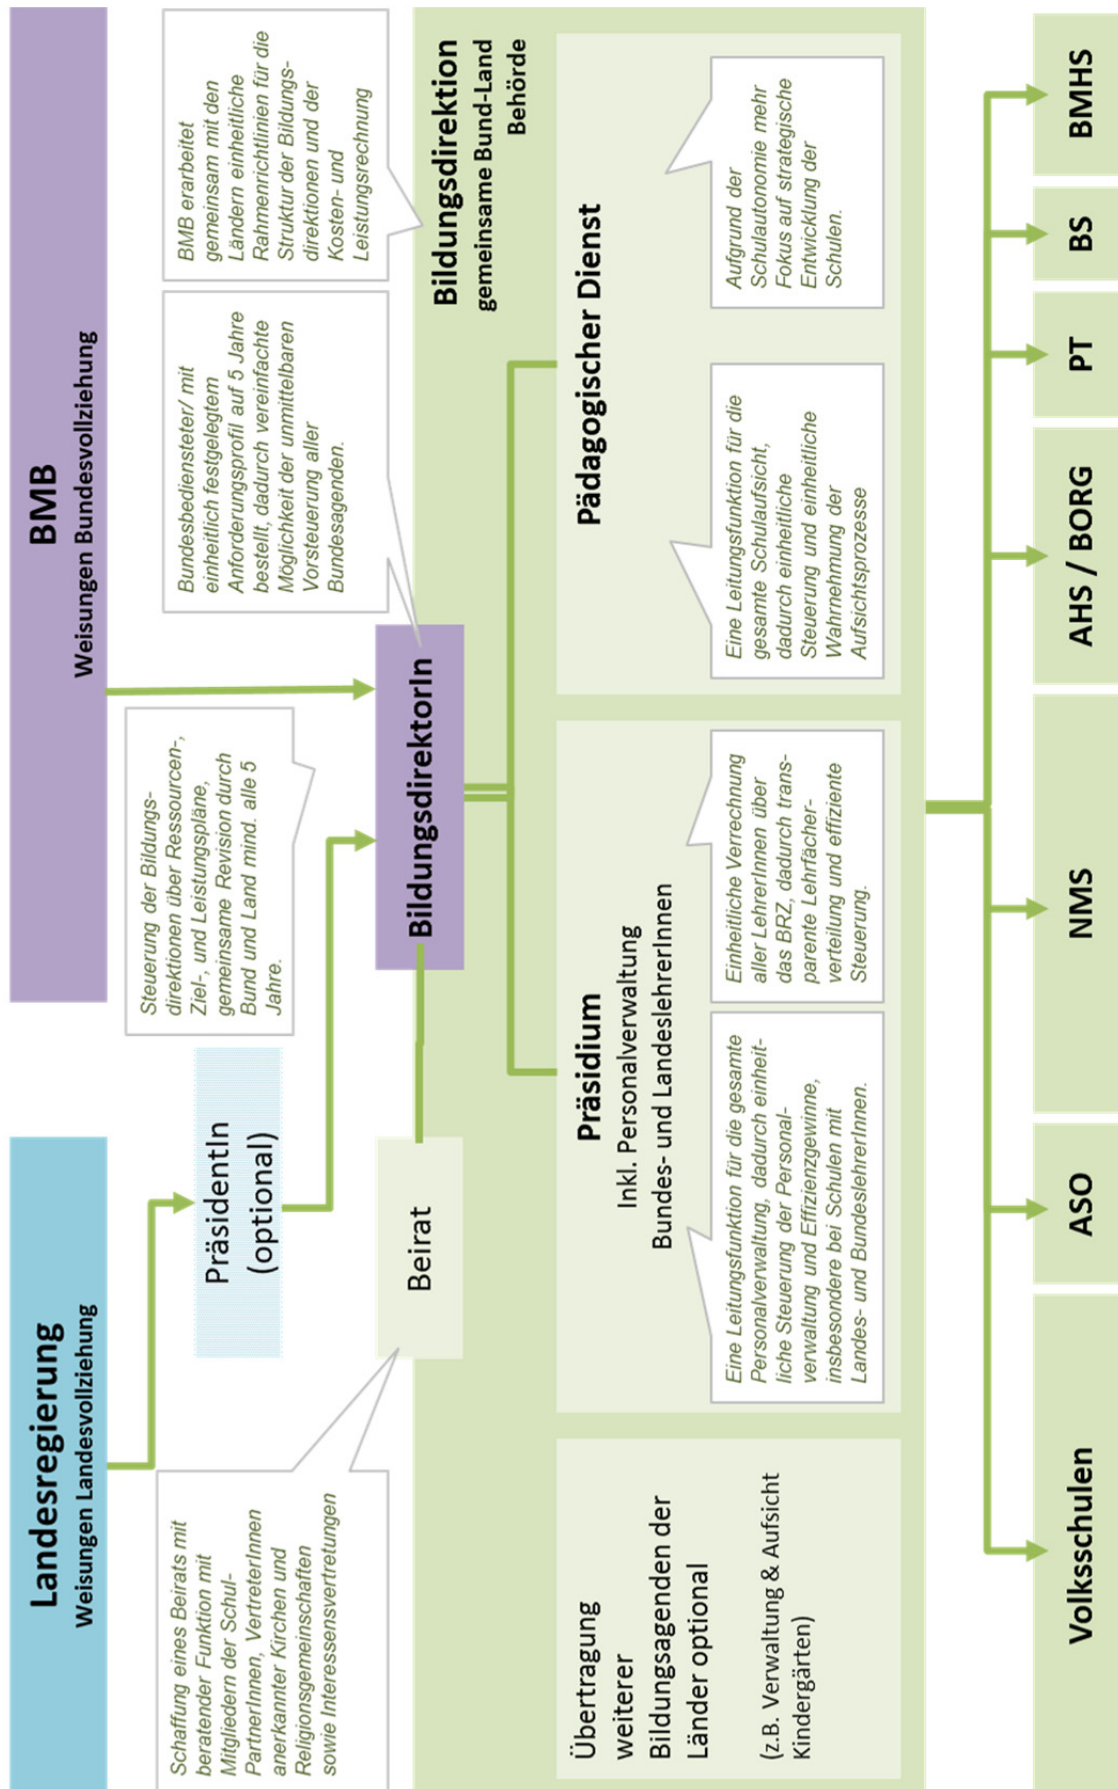 Landesregierung
Weisungen Landesvollziehung
BMB
Weisungen Bundesvollziehung
Schaffung eines Beirats mit
beratender Funktion mit
Mitgliedern der Schul-
PartnerInnen, VertreterInnen
anerkannter Kirchen und
Religionsgemeinschaften
sowie Interessensvertretungen
PräsidentIn
(optional)
Steuerung der Bildungs-
direktionen über Ressourcen-,
Ziel-, und Leistungspläne,
gemeinsame Revision durch
Bund und Land mind. alle 5
Jahre.
Bundesbediensteter/ mit
einheitlich festgelegtem
Anforderungsprofil auf 5 Jahre
bestellt, dadurch vereinfachte
Möglichkeit der unmittelbaren
Vorsteuerung aller
Bundesagenden.
BMB erarbeitet
gemeinsam mit den
Ländern einheitliche
Rahmenrichtlinien für die
Struktur der Bildungs-
direktionen und der
Kosten- und
Leistungsrechnung
Beirat
BildungsdirektorIn
Bildungsdirektion
gemeinsame Bund-Land
Behörde
Übertragung
weiterer
Bildungsagenden der
Länder optional
(z.B. Verwaltung & Aufsicht
Kindergärten)
Präsidium
Inkl. Personalverwaltung
Bundes- und LandeslehrerInnen
Eine Leitungsfunktion für die gesamte
Personalverwaltung, dadurch einheit-
liche Steuerung der Personal-
verwaltung und Effizienzgewinne,
insbesondere bei Schulen mit
Landes- und BundeslehrerInnen.
Einheitliche Verrechnung
aller LehrerInnen über
das BRZ, dadurch trans-
parente Lehrfächer-
verteilung und effiziente
Steuerung.
Pädagogischer Dienst
Eine Leitungsfunktion für die
gesamte Schulaufsicht,
dadurch einheitliche
Steuerung und einheitliche
Wahrnehmung der
Aufsichtsprozesse
Aufgrund der
Schulautonomie mehr
Fokus auf strategische
Entwicklung der
Schulen.
Volksschulen
ASO
NMS
AHS / BORG
PT
BS
BMHS